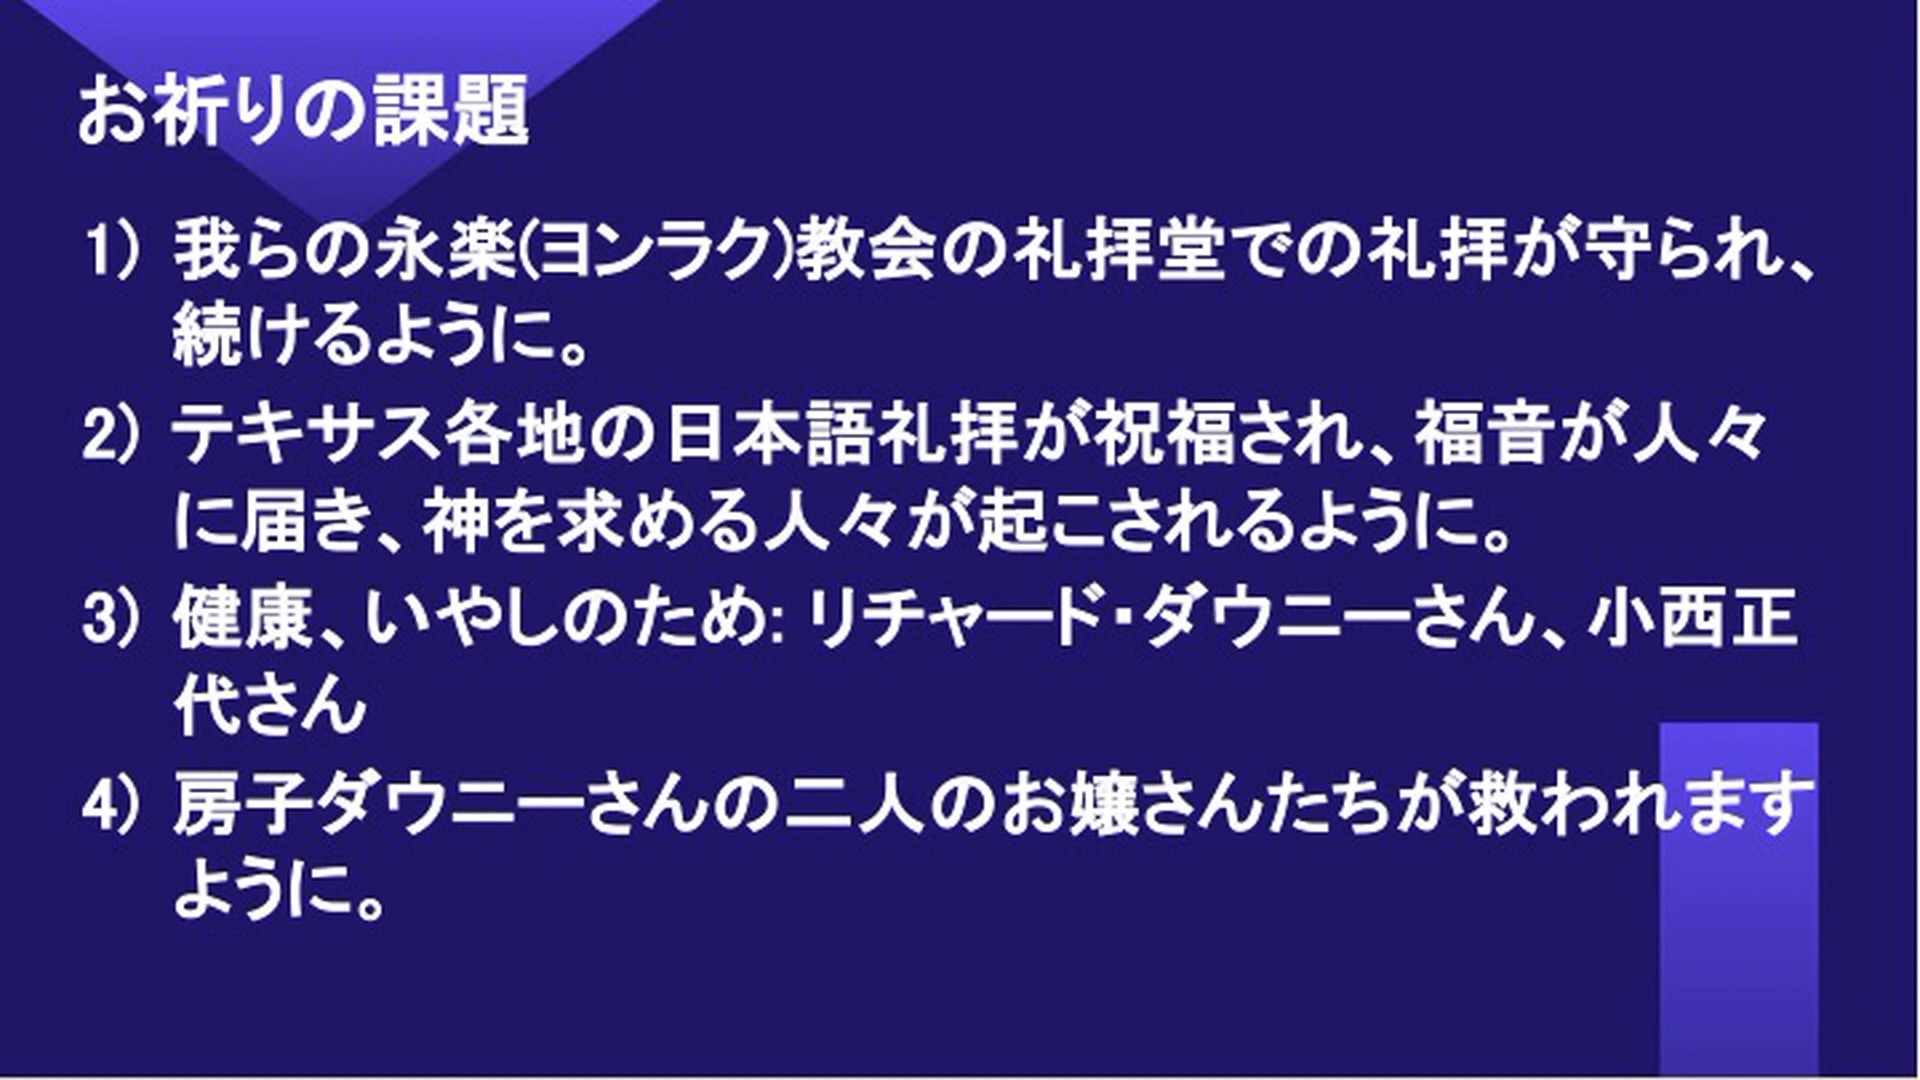 お祈りの課題
1) 我らの永楽(ヨンラク)教会の礼拝堂での礼拝が守られ、
続けるように。
2) テキサス各地の日本語礼拝が祝福され、福音が人々
に届き、神を求める人々が起こされるように。
3) 健康、いやしのため: リチャード・ダウニーさん、小西正
代さん
4) 房子ダウニーさんの二人のお嬢さんたちが救われます
ように。